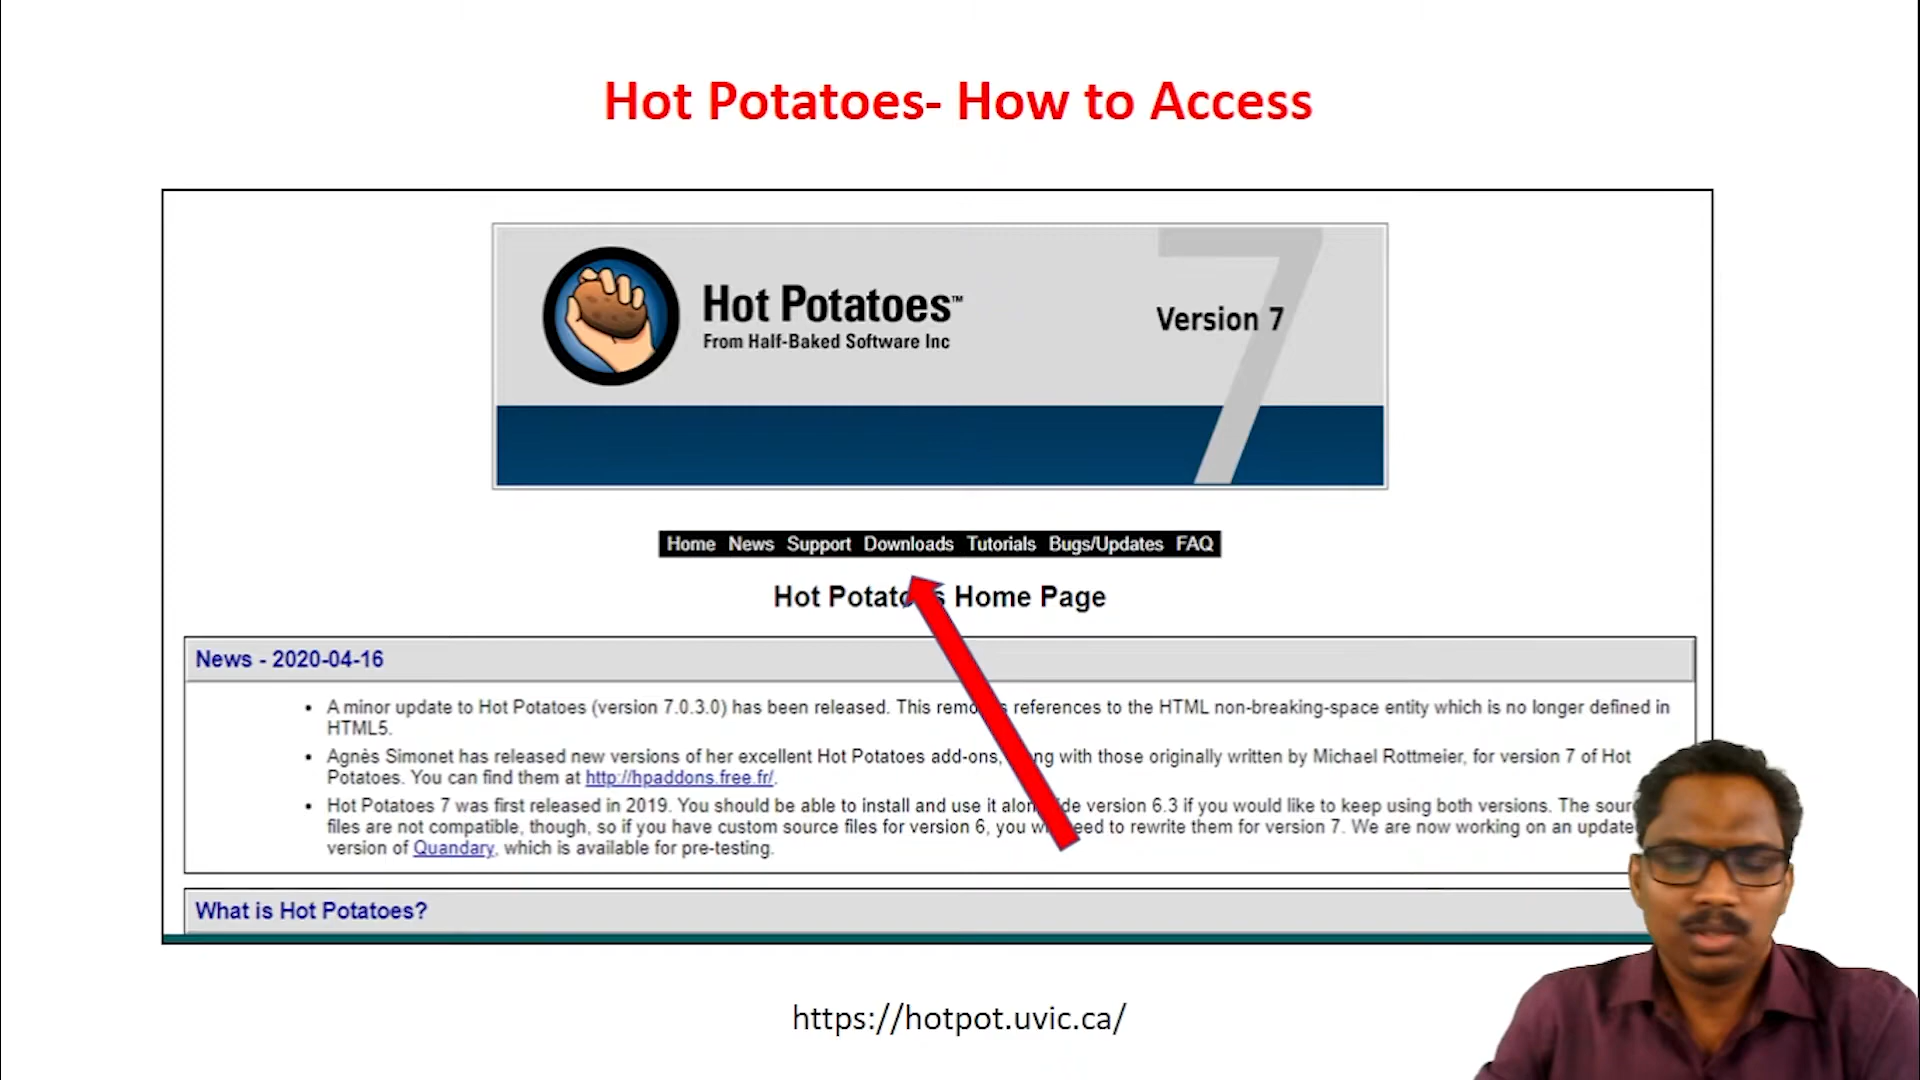 Hot Potatoes- How to Access
Hot Potatoes™
From Half-Baked Software Inc
Version 7
7
Home News Support Downloads Tutorials Bugs/Updates FAQ
Hot Home Page
News - 2020-04-16
• A minor update to Hot Potatoes (version 7.0.3.0) has been released. This references to the HTML non-breaking-space entity which is no longer defined in
HTML5.
• Agnès Simonet has released new versions of her excellent Hot Potatoes add-ons, with those originally written by Michael Rottmeier, for version 7 of Hot
Potatoes. You can find them at http://hpaddons.free.fr/.
• Hot Potatoes 7 was first released in 2019. You should be able to install and use it version 6.3 if you would like to keep using both versions. The
files are not compatible, though, so if you have custom source files for version 6, you to rewrite them for version 7. We are now working on an
version of Quandary, which is available for pre-testing.
What is Hot Potatoes?
https://hotpot.uvic.ca/